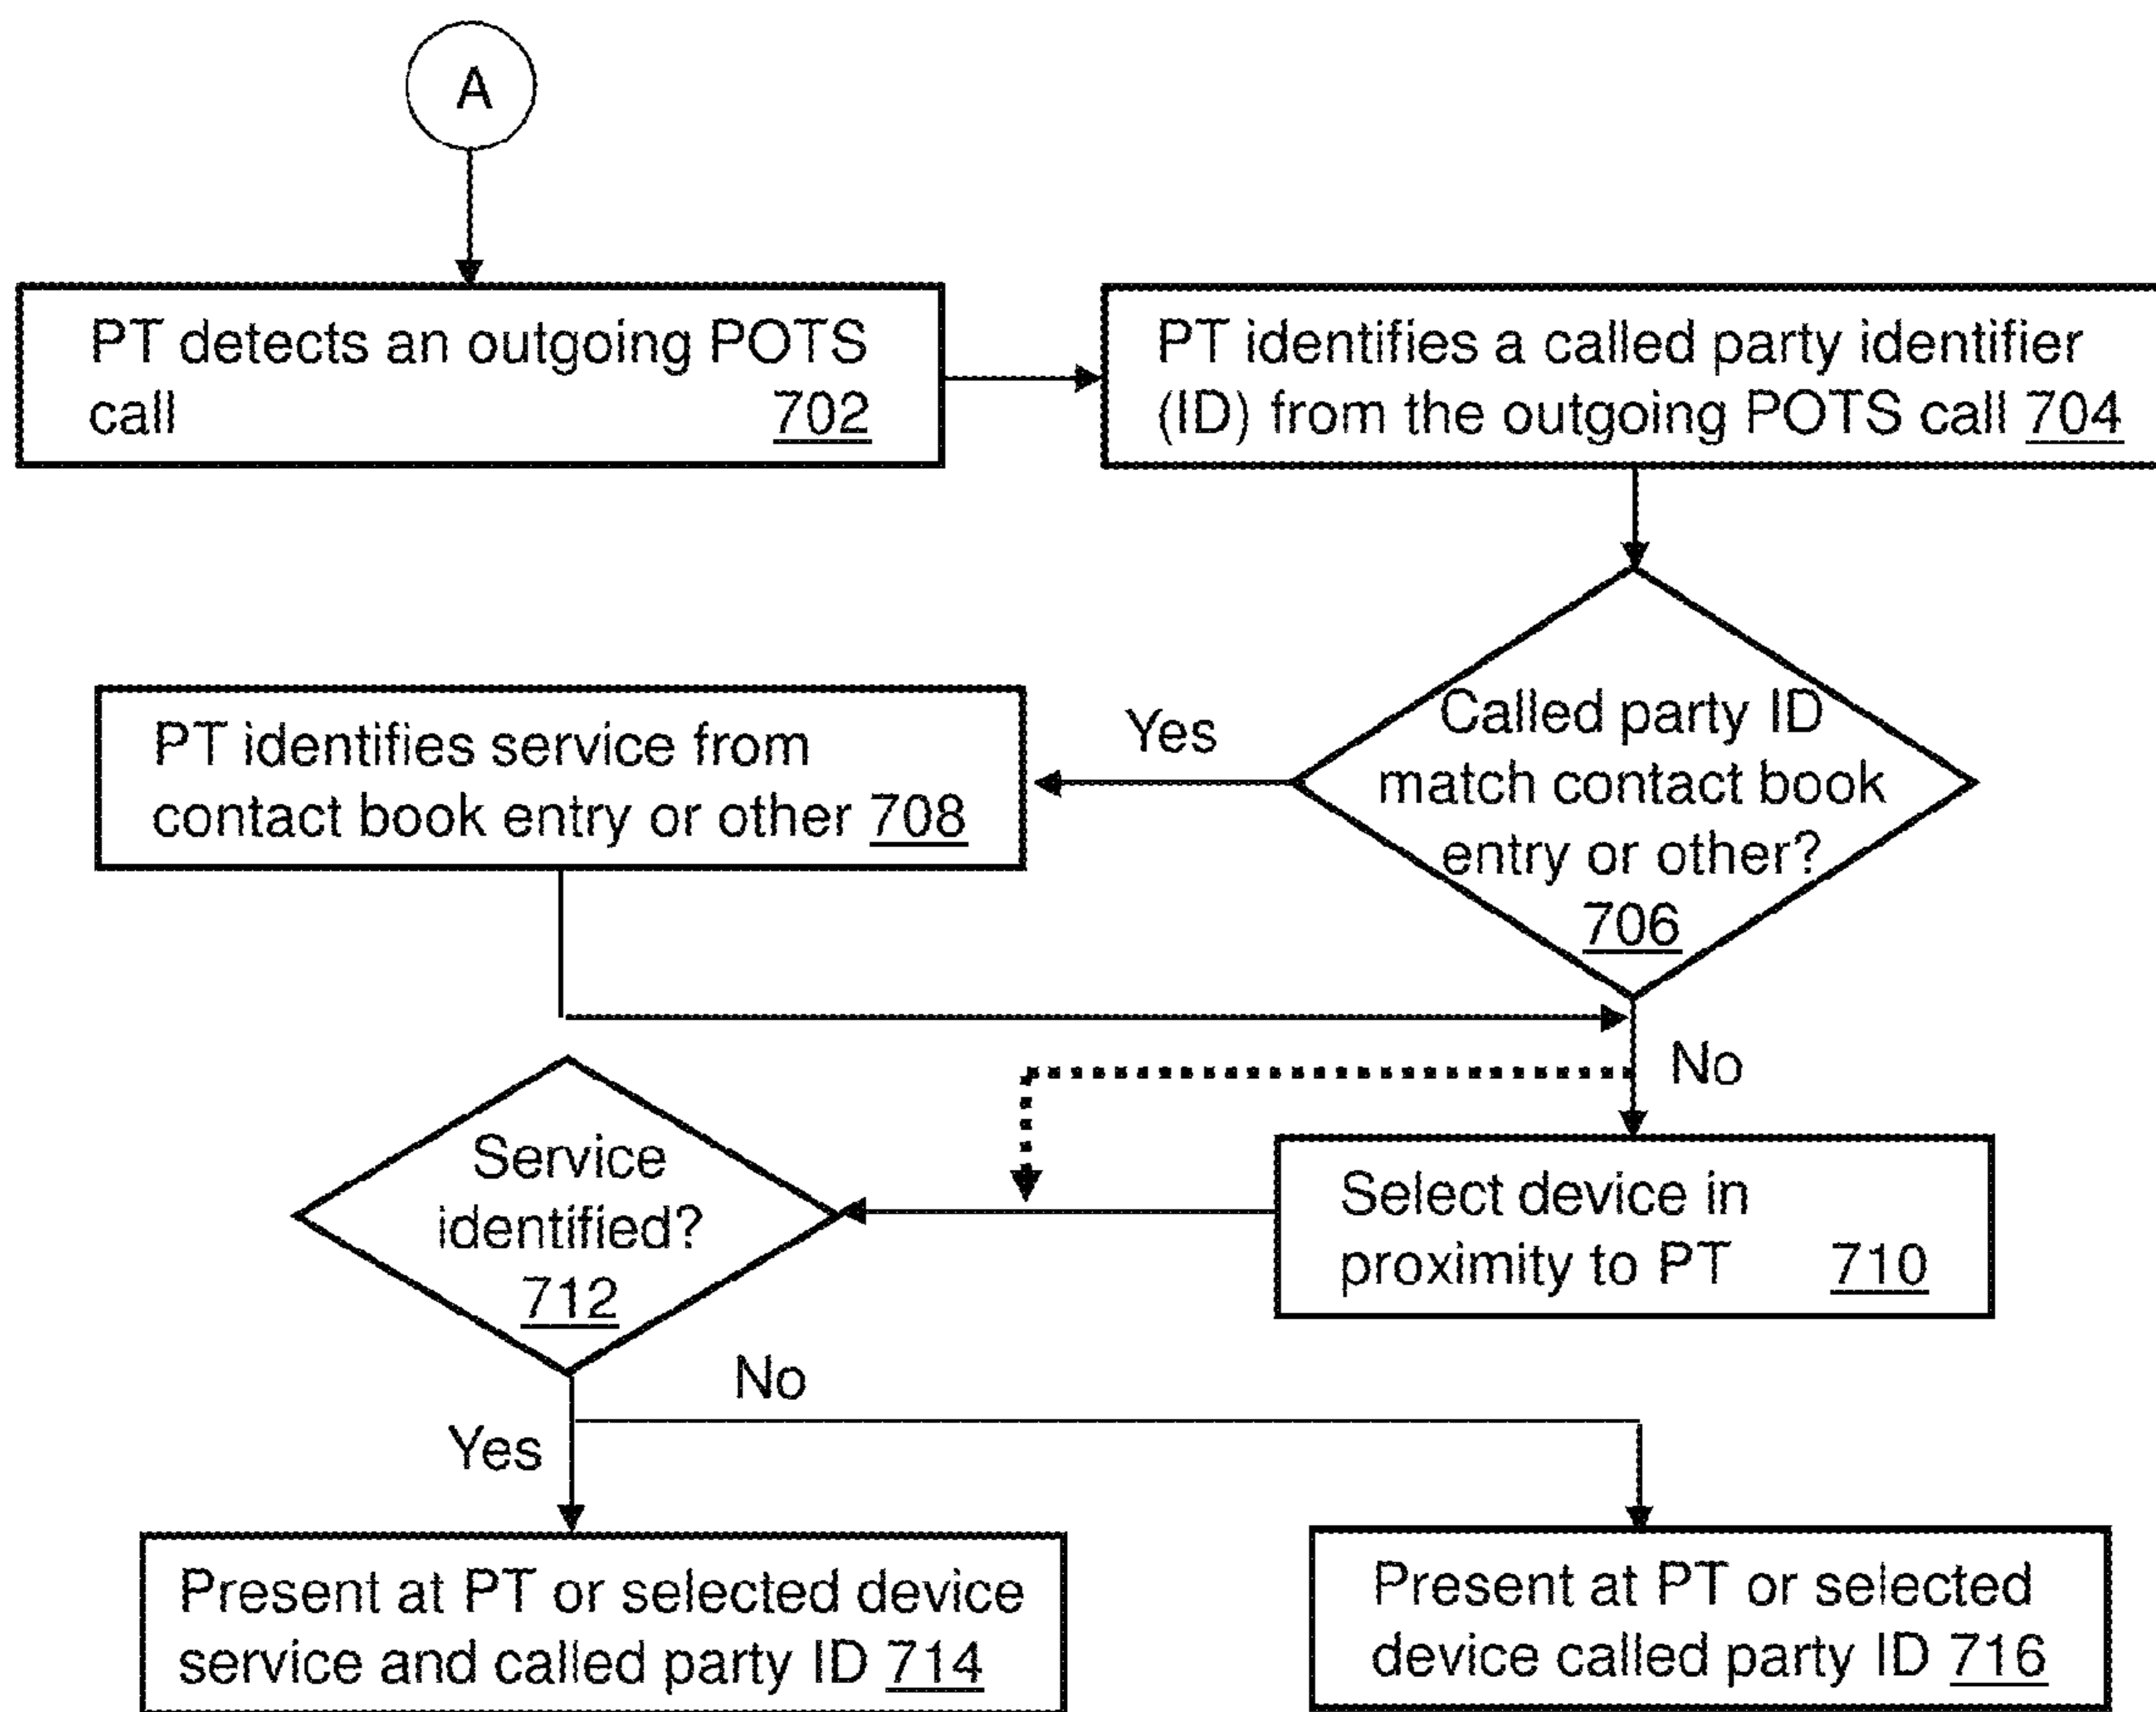 A
PT detects an outgoing POTS
call 702
PT identifies a called party identifier
(ID) from the outgoing POTS call 704
Called party ID
match contact book
entry or other?
706
Yes
PT identifies service from
contact book entry or other 708
No
Select device in
proximity to PT 710
Service
identified?
712
No
Yes
Present at PT or selected device
service and called party ID 714
Present at PT or selected
device called party ID 716